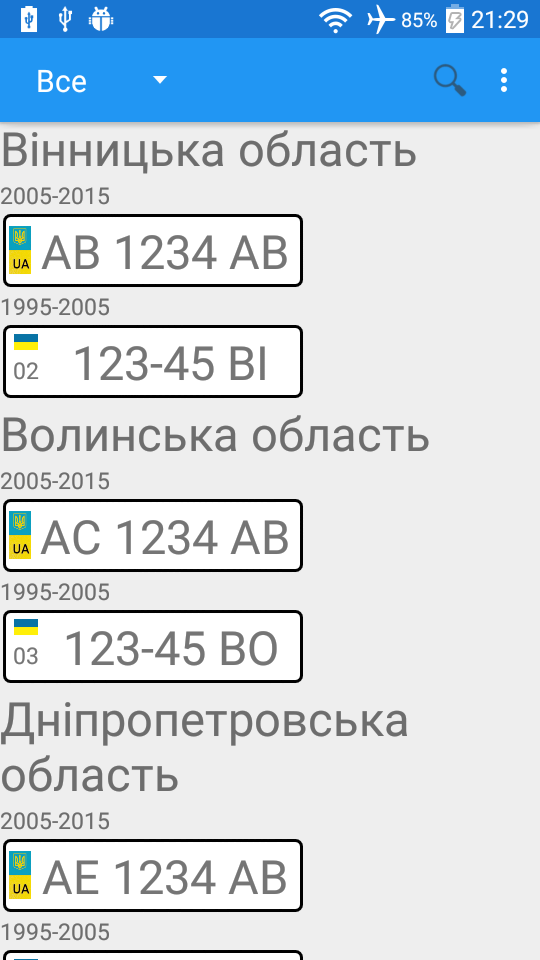 85% 21:29
Все
Вінницька область
2005-2015
UA AB 1234 AB
1995-2005
02 123-45 BI
Волинська область
2005-2015
UA AC 1234 AB
1995-2005
03 123-45 BO
Дніпропетровська
область
2005-2015
UA AE 1234 AB
1995-2005